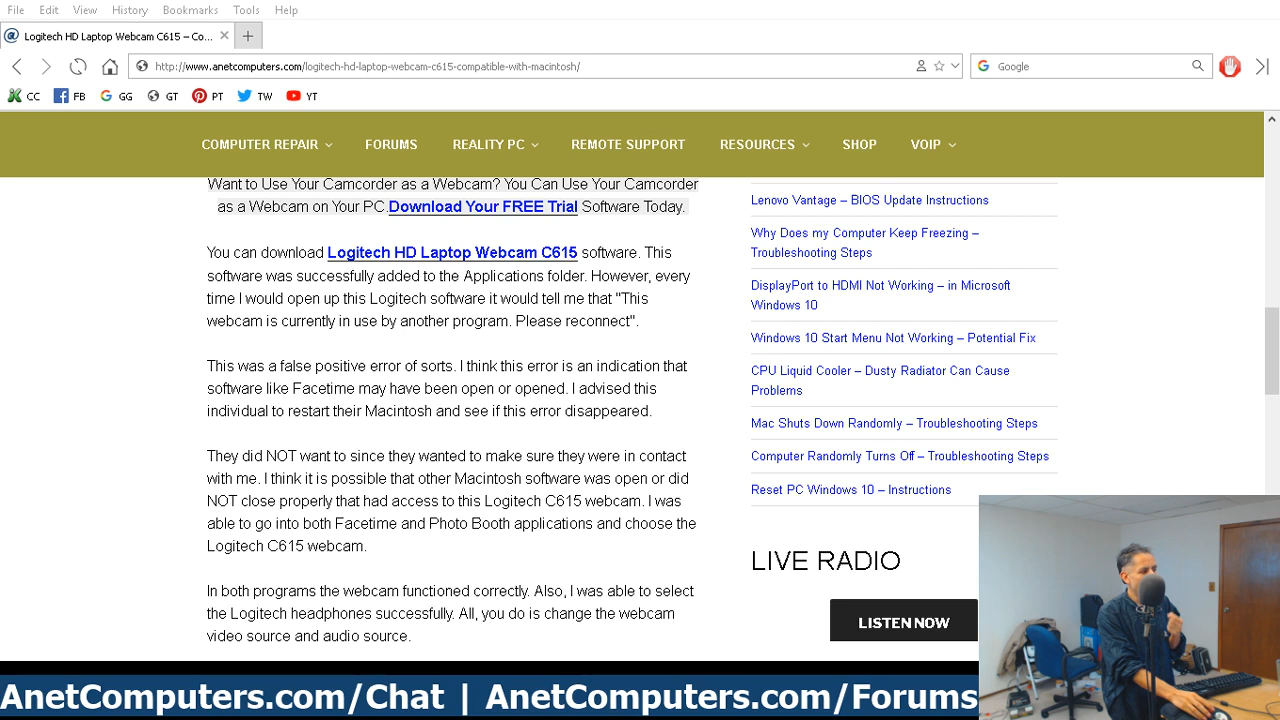 File Edit View History Bookmarks Tools Help
Logitech HD Laptop Webcam C615 – Co...
http://www.anetcomputers.com/logitech-hd-laptop-webcam-c615-compatible-with-macintosh/
Google
CC FB GG GT PT TW YT
COMPUTER REPAIR FORUMS REALITY PC REMOTE SUPPORT RESOURCES SHOP VOIP
Want to Use Your Camcorder as a Webcam? You Can Use Your Camcorder
as a Webcam on Your PC.Download Your FREE Trial Software Today.
You can download Logitech HD Laptop Webcam C615 software. This
software was successfully added to the Applications folder. However, every
time I would open up this Logitech software it would tell me that "This
webcam is currently in use by another program. Please reconnect".
This was a false positive error of sorts. I think this error is an indication that
software like Facetime may have been open or opened. I advised this
individual to restart their Macintosh and see if this error disappeared.
They did NOT want to since they wanted to make sure they were in contact
with me. I think it is possible that other Macintosh software was open or did
NOT close properly that had access to this Logitech C615 webcam. I was
able to go into both Facetime and Photo Booth applications and choose the
Logitech C615 webcam.
In both programs the webcam functioned correctly. Also, I was able to select
the Logitech headphones successfully. All, you do is change the webcam
video source and audio source.
Lenovo Vantage – BIOS Update Instructions
Why Does my Computer Keep Freezing –
Troubleshooting Steps
DisplayPort to HDMI Not Working – in Microsoft
Windows 10
Windows 10 Start Menu Not Working – Potential Fix
CPU Liquid Cooler – Dusty Radiator Can Cause
Problems
Mac Shuts Down Randomly – Troubleshooting Steps
Computer Randomly Turns Off – Troubleshooting Steps
Reset PC Windows 10 – Instructions
LIVE RADIO
LISTEN NOW
AnetComputers.com/Chat | AnetComputers.com/Forums